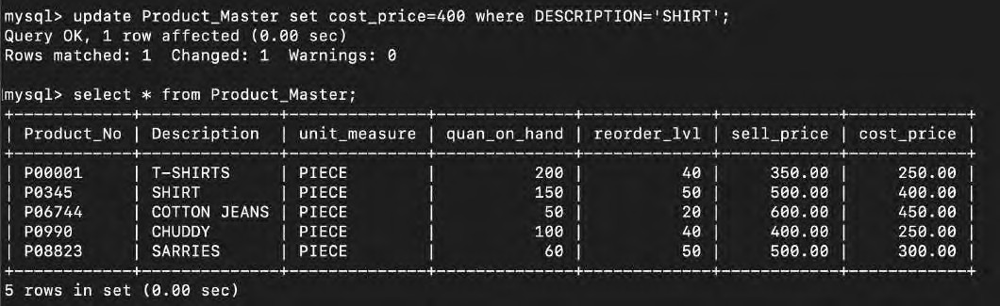 mysql> update Product_Master set cost_price=400 where DESCRIPTION='SHIRT';
Query OK, 1 row affected (0.00 sec)
Rows matched: 1  Changed: 1  Warnings: 0
mysql> select * from Product_Master;
| Product_No | Description | unit_measure | quan_on_hand | reorder_lvl | sell_price | cost_price |
| P00001 | T-SHIRTS | PIECE | 200 | 40 | 350.00 | 250.00 |
| P0345 | SHIRT | PIECE | 150 | 50 | 500.00 | 400.00 |
| P06744 | COTTON JEANS | PIECE | 50 | 20 | 600.00 | 450.00 |
| P0990 | CHUDDY | PIECE | 100 | 40 | 400.00 | 250.00 |
| P08823 | SARRIES | PIECE | 60 | 50 | 500.00 | 300.00 |
5 rows in set (0.00 sec)